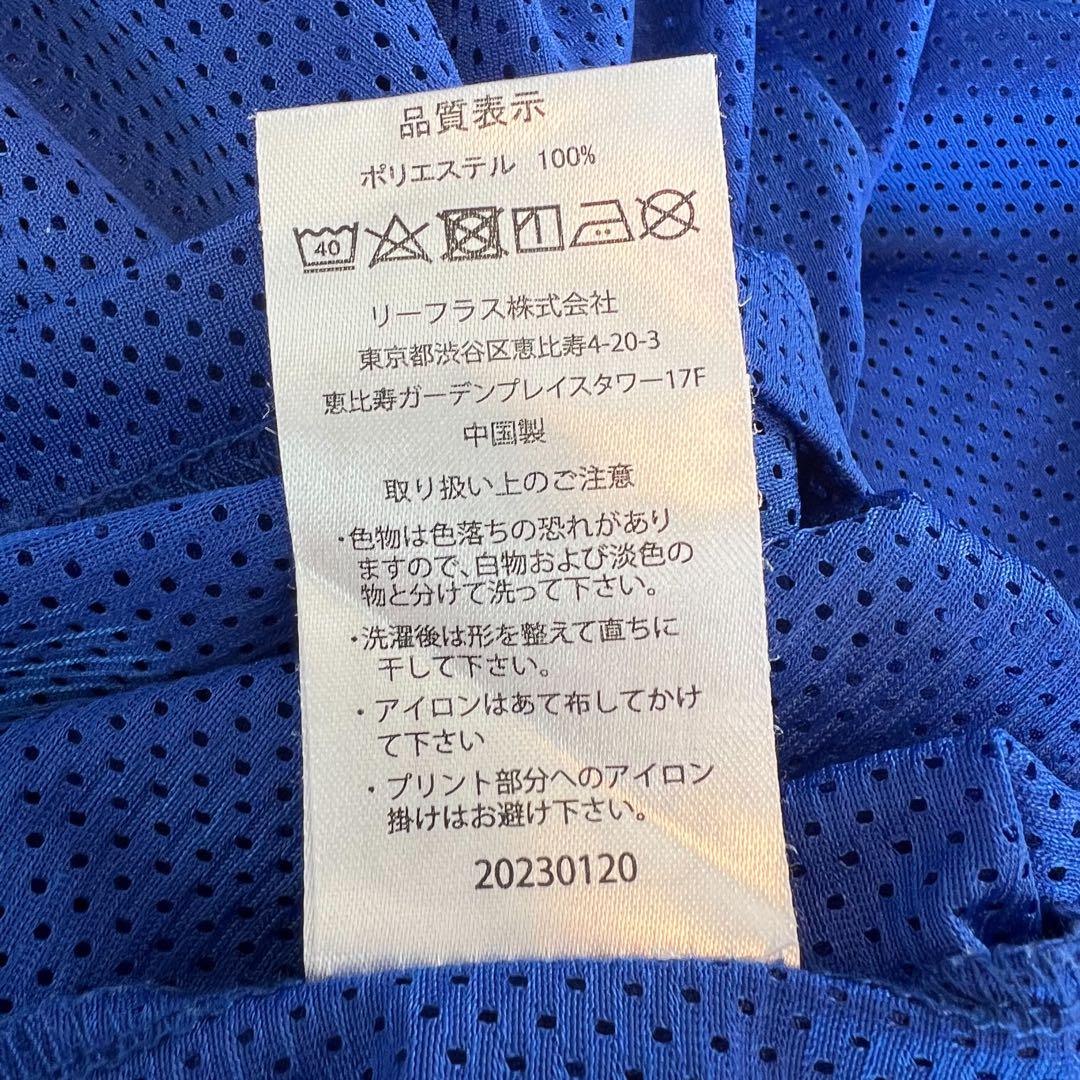 品質表示
ポリエステル 100%
40
リーフラス株式会社
東京都渋谷区恵比寿4-20-3
恵比寿ガーデンプレイスタワー17F
中国製
取り扱い上のご注意
・色物は色落ちの恐れがあり
ますので、白物および淡色の
物と分けて洗って下さい。
・洗濯後は形を整えて直ちに
干して下さい。
・アイロンはあて布してかけ
て下さい
・プリント部分へのアイロン
掛けはお避け下さい。
20230120